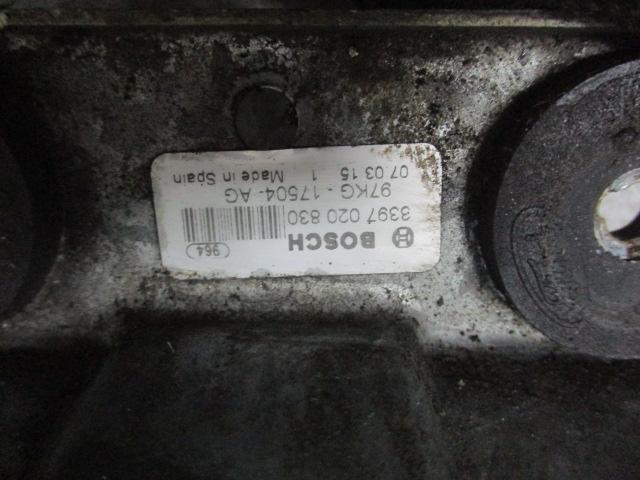 BOSCH
964
3397 020 830
97KG - 17504- AG
07.03.15 1 Made in Spain